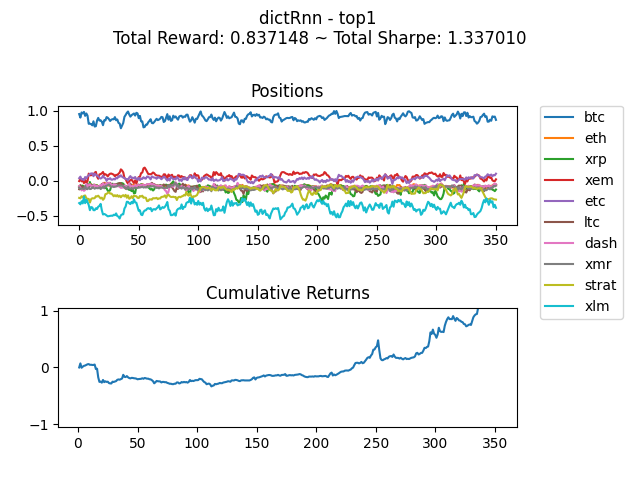 dictRnn - top1
Total Reward: 0.837148 ~ Total Sharpe: 1.337010
Positions
1.0
0.5
0.0
−0.5
0 50 100 150 200 250 300 350
btc
eth
xrp
xem
etc
ltc
dash
xmr
strat
xlm
Cumulative Returns
1
0
−1
0 50 100 150 200 250 300 350